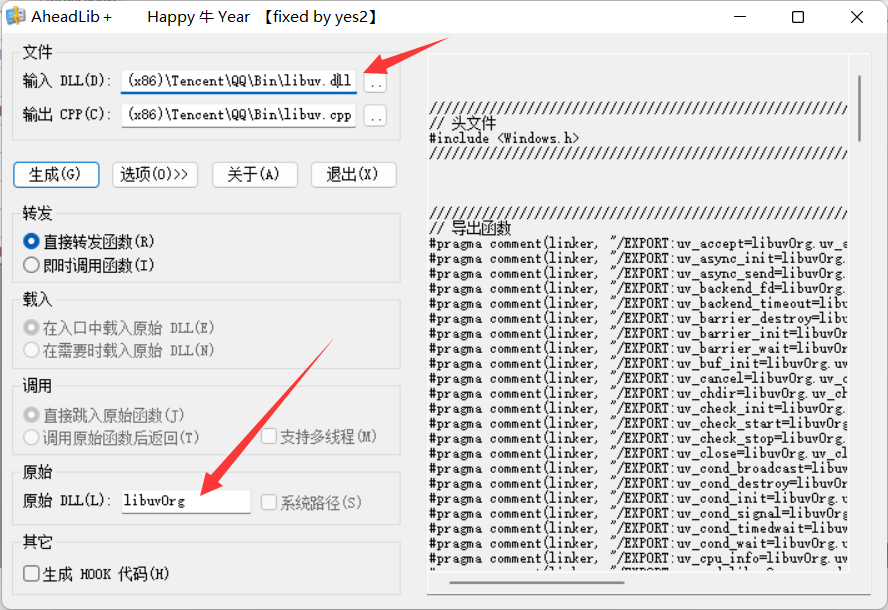 AheadLib+ Happy 牛 Year 【fixed by yes2】
文件
输入 DLL(D): (x86)\Tencent\QQ\Bin\libuv.dll ..
输出 CPP(C): (x86)\Tencent\QQ\Bin\libuv.cpp ..
生成(G) 选项(O)>> 关于(A) 退出(X)
转发
直接转发函数(R)
即时调用函数(I)
载入
在入口中载入原始 DLL(E)
在需要时载入原始 DLL(N)
调用
直接跳入原始函数(J)
调用原始函数后返回(T) 支持多线程(M)
原始
原始 DLL(L): libuvOrg 系统路径(S)
其它
生成 HOOK 代码(H)
////////////////////////////////////////////////////////
// 头文件
#include <Windows.h>
////////////////////////////////////////////////////////
////////////////////////////////////////////////////////
// 导出函数
#pragma comment(linker, "/EXPORT:uv_accept=libuvOrg.uv_a
#pragma comment(linker, "/EXPORT:uv_async_init=libuvOrg.
#pragma comment(linker, "/EXPORT:uv_async_send=libuvOrg.
#pragma comment(linker, "/EXPORT:uv_backend_fd=libuvOrg.
#pragma comment(linker, "/EXPORT:uv_backend_timeout=libu
#pragma comment(linker, "/EXPORT:uv_barrier_destroy=libu
#pragma comment(linker, "/EXPORT:uv_barrier_init=libuvOr
#pragma comment(linker, "/EXPORT:uv_barrier_wait=libuvOr
#pragma comment(linker, "/EXPORT:uv_buf_init=libuvOrg.uv
#pragma comment(linker, "/EXPORT:uv_cancel=libuvOrg.uv_c
#pragma comment(linker, "/EXPORT:uv_chdir=libuvOrg.uv_ch
#pragma comment(linker, "/EXPORT:uv_check_init=libuvOrg.
#pragma comment(linker, "/EXPORT:uv_check_start=libuvOrg
#pragma comment(linker, "/EXPORT:uv_check_stop=libuvOrg.
#pragma comment(linker, "/EXPORT:uv_close=libuvOrg.uv_cl
#pragma comment(linker, "/EXPORT:uv_cond_broadcast=libuv
#pragma comment(linker, "/EXPORT:uv_cond_destroy=libuvOr
#pragma comment(linker, "/EXPORT:uv_cond_init=libuvOrg.u
#pragma comment(linker, "/EXPORT:uv_cond_signal=libuvOrg
#pragma comment(linker, "/EXPORT:uv_cond_timedwait=libuv
#pragma comment(linker, "/EXPORT:uv_cond_wait=libuvOrg.u
#pragma comment(linker, "/EXPORT:uv_cpu_info=libuvOrg.uv